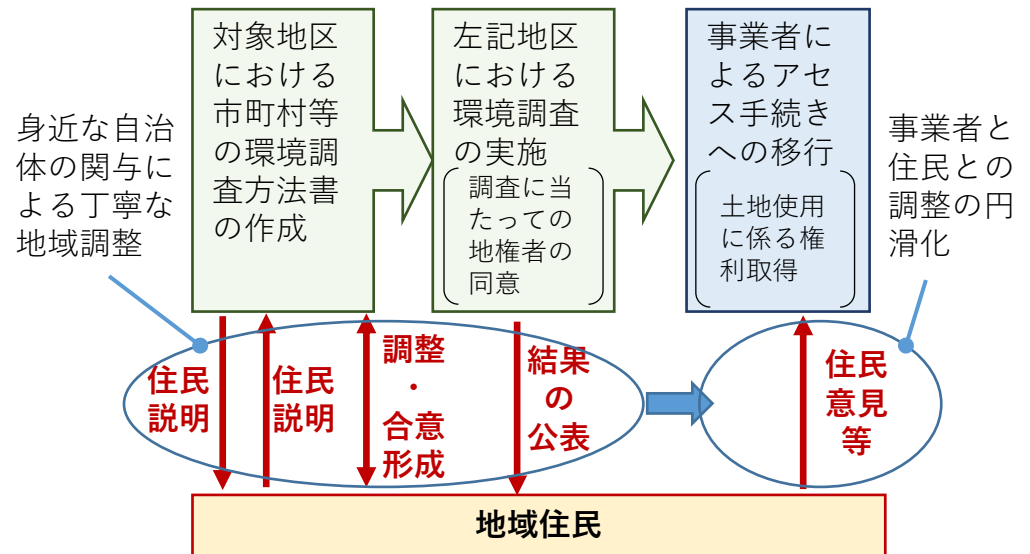 対象地区
における
市町村等
の環境調
査方法書
の作成
左記地区
における
環境調査
の実施
調査に当
たっての
地権者の
同意
事業者に
よるアセ
ス手続き
への移行
土地使用
に係る権
利取得
身近な自治
体の関与に
よる丁寧な
地域調整
事業者と
住民との
調整の円
滑化
住民
説明
住民
説明
調整
・
合意
形成
結果
の
公表
住民
意見
等
地域住民